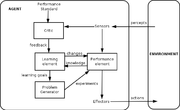 AGENT
Performance
Standard
Critic
Sensors
percepts
feedback
changes
Learning
element
knowledge
Performance
element
ENVIRONMENT
learning goals
experiments
Problem
Generator
Effectors
actions